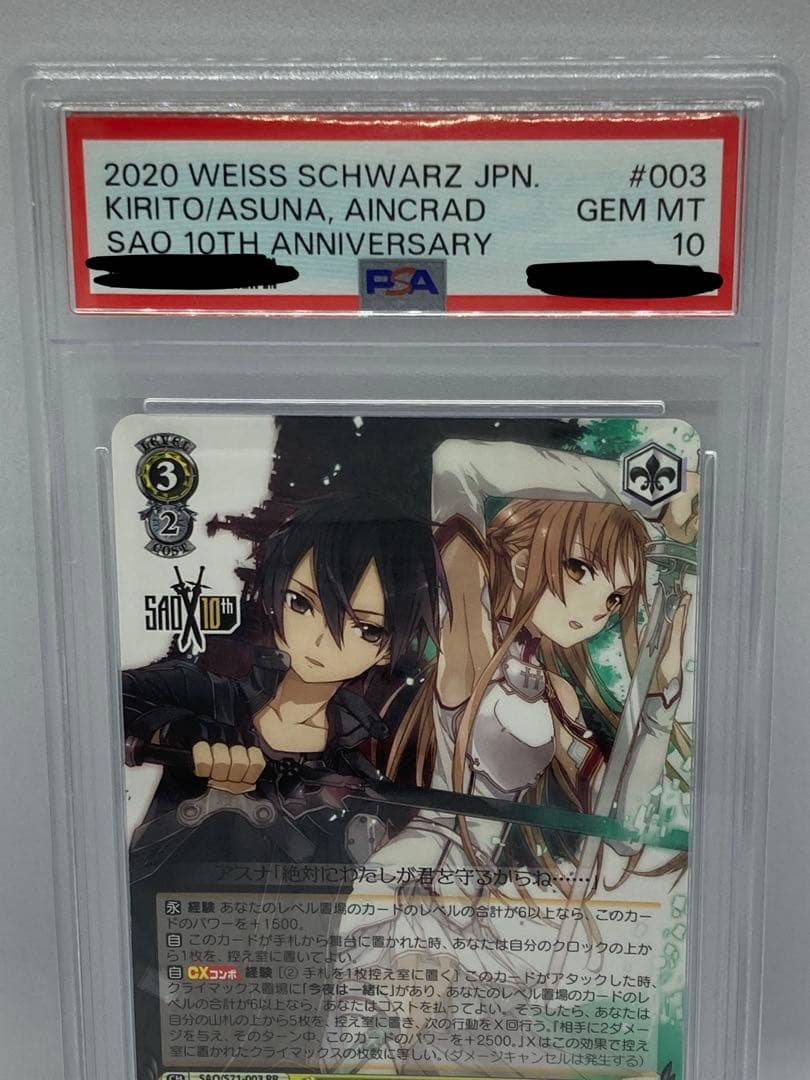 2020 WEISS SCHWARZ JPN. #003
KIRITO/ASUNA, AINCRAD GEM MT
SAO 10TH ANNIVERSARY 10
PSA
LEVEL
3
2
COST
SAO 10th
アスナ「絶対にわたしが君を守るからね……」
永 経験 あなたのレベル置場のカードのレベルの合計が6以上なら、このカー
ドのパワーを+1500。
自 このカードが手札から舞台に置かれた時、あなたは自分のクロックの上か
ら1枚を、控え室に置いてよい。
自 CXコンボ 経験 [② 手札を1枚控え室に置く] このカードがアタックした時、
クライマックス置場に「今夜は一緒に」があり、あなたのレベル置場のカードのレ
ベルの合計が6以上なら、あなたはコストを払ってよい。そうしたら、あなたは
自分の山札の上から5枚を、控え室に置き、次の行動をX回行う。『相手に2ダメー
ジを与え、そのターン中、このカードのパワーを+2500。』Xはこの効果で控え
室に置かれたクライマックスの枚数に等しい。(ダメージキャンセルは発生する)
SAO/S71-003 RR